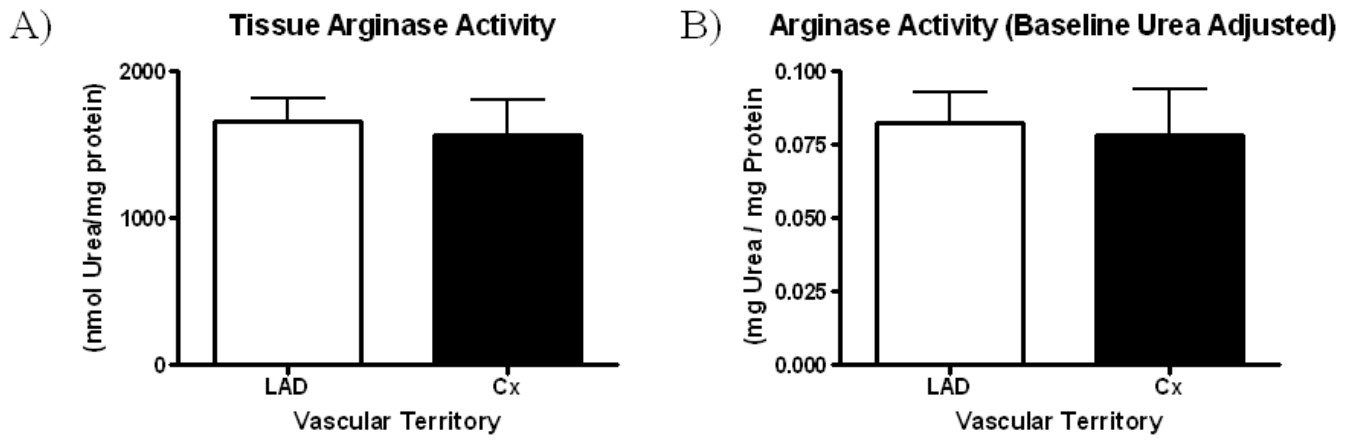 A)
Tissue Arginase Activity
(nmol Urea/mg protein)
2000
1000
0
LAD
Cx
Vascular Territory
B)
Arginase Activity (Baseline Urea Adjusted)
(mg Urea / mg Protein
0.100
0.075
0.050
0.025
0.000
LAD
Cx
Vascular Territory